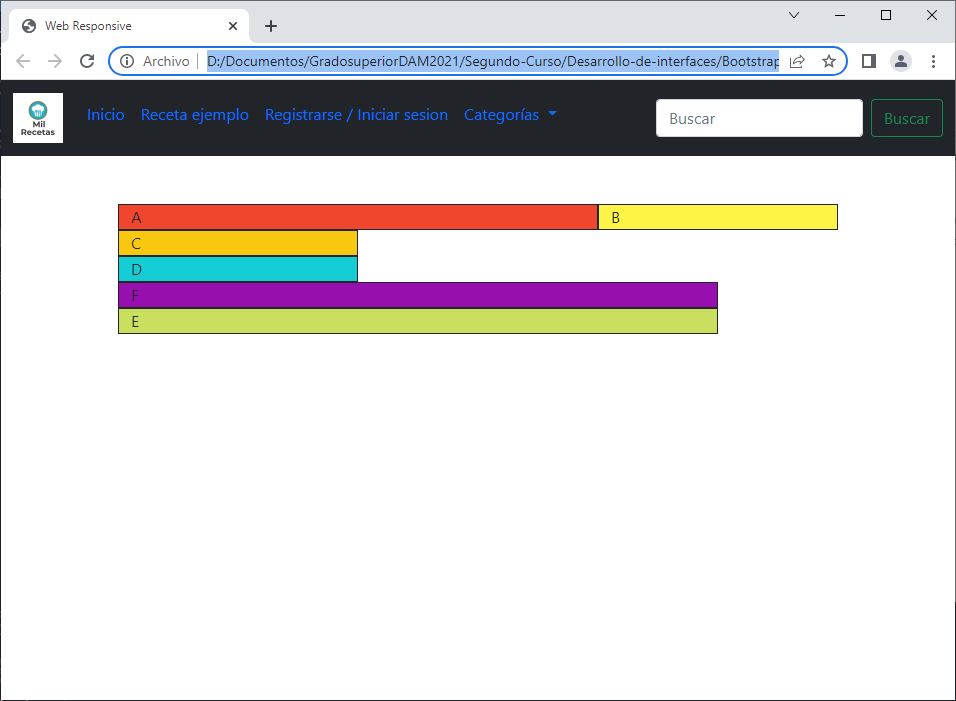 Web Responsive
Archivo D:/Documentos/GradosuperiorDAM2021/Segundo-Curso/Desarrollo-de-interfaces/Bootstrap
Mil
Recetas
Inicio Receta ejemplo Registrarse / Iniciar sesion Categorías Buscar Buscar
A B
C
D
F
E